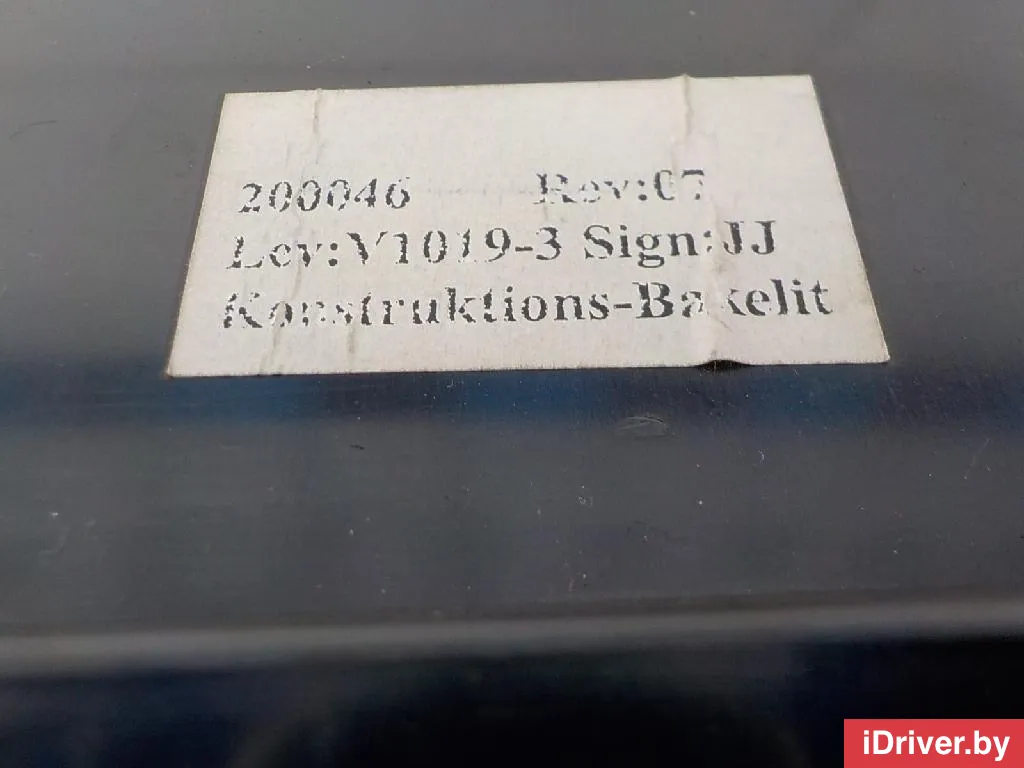 200046 Rev:07
Lev:V1019-3 Sign:JJ
Konstruktions-Bakelit
iDriver.by